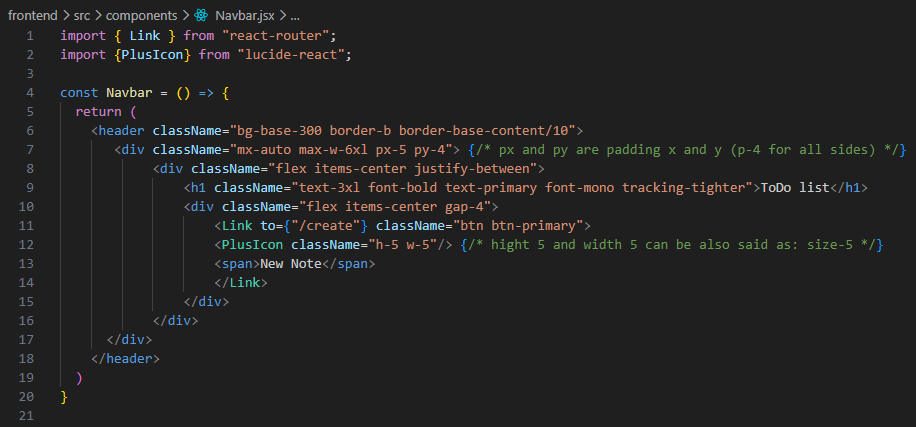 frontend > src > components > Navbar.jsx > ...
1 import { Link } from "react-router";
2 import {PlusIcon} from "lucide-react";
3
4 const Navbar = () => {
5   return (
6     <header className="bg-base-300 border-b border-base-content/10">
7        <div className="mx-auto max-w-6xl px-5 py-4"> {/* px and py are padding x and y (p-4 for all sides) */}
8             <div className="flex items-center justify-between">
9                 <h1 className="text-3xl font-bold text-primary font-mono tracking-tighter">ToDo list</h1>
10                 <div className="flex items-center gap-4">
11                     <Link to={"/create"} className="btn btn-primary">
12                     <PlusIcon className="h-5 w-5"/> {/* hight 5 and width 5 can be also said as: size-5 */}
13                     <span>New Note</span>
14                     </Link>
15                 </div>
16             </div>
17       </div>
18     </header>
19   )
20 }
21